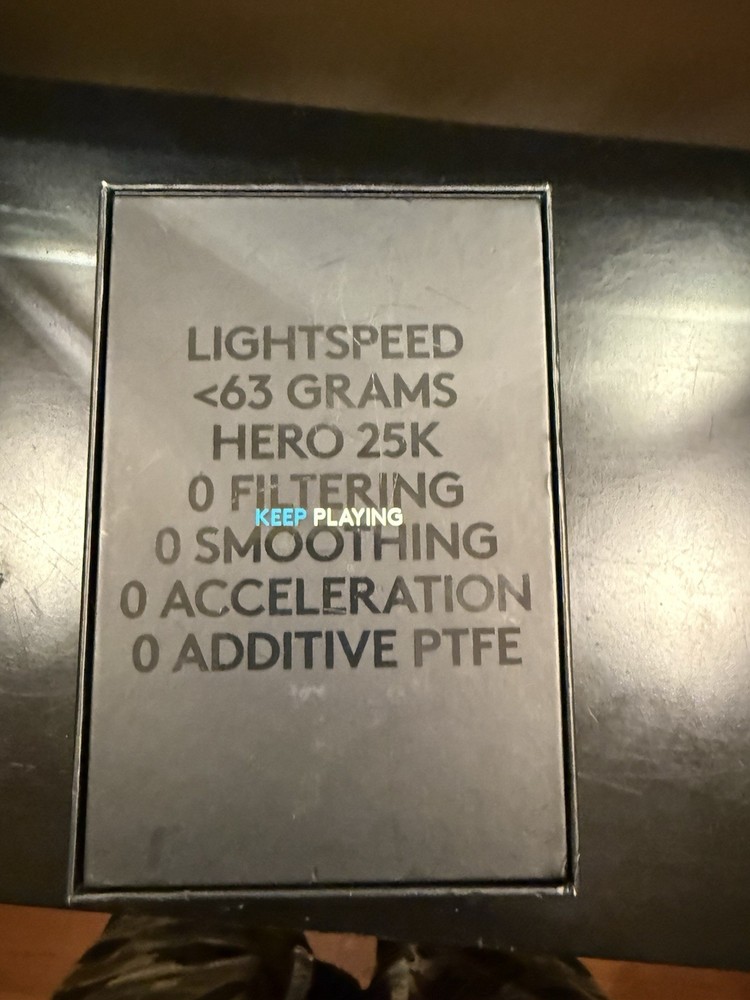 LIGHTSPEED
<63 GRAMS
HERO 25K
0 FILTERING
KEEP PLAYING
0 SMOOTHING
0 ACCELERATION
0 ADDITIVE PTFE